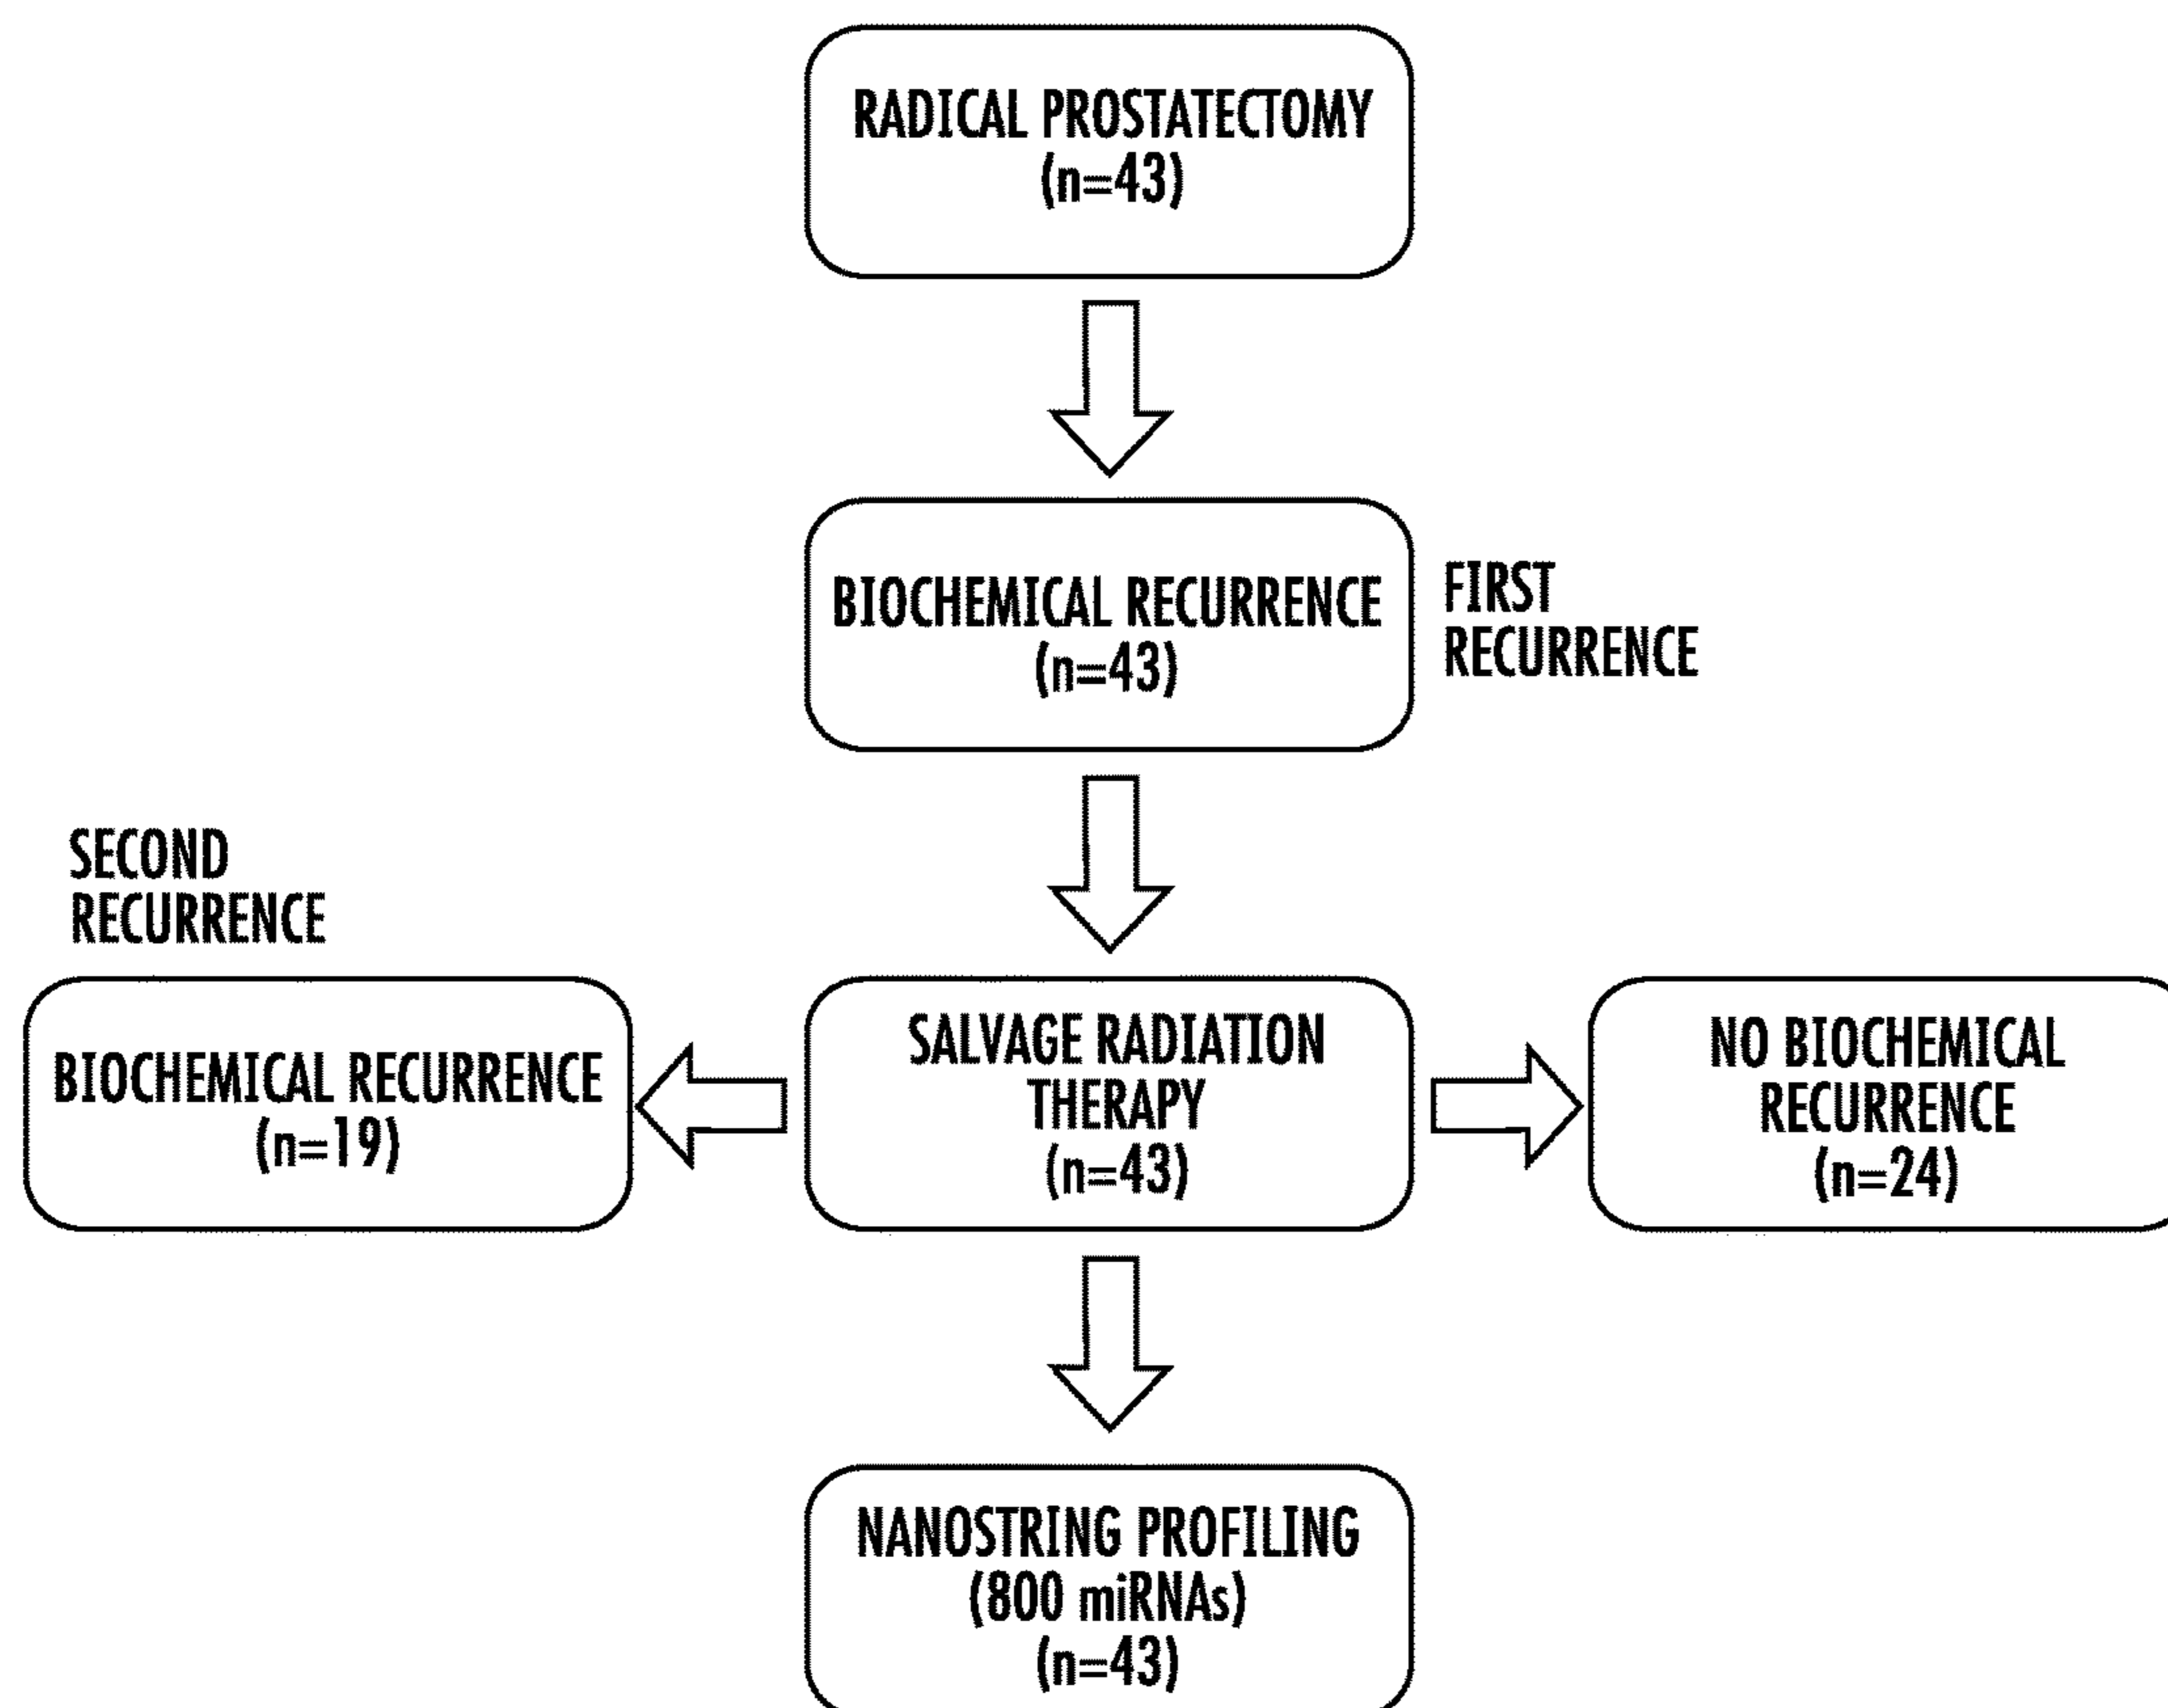 RADICAL PROSTATECTOMY
(n=43)
BIOCHEMICAL RECURRENCE
(n=43)
FIRST
RECURRENCE
SECOND
RECURRENCE
BIOCHEMICAL RECURRENCE
(n=19)
SALVAGE RADIATION
THERAPY
(n=43)
NO BIOCHEMICAL
RECURRENCE
(n=24)
NANOSTRING PROFILING
(800 miRNAs)
(n=43)